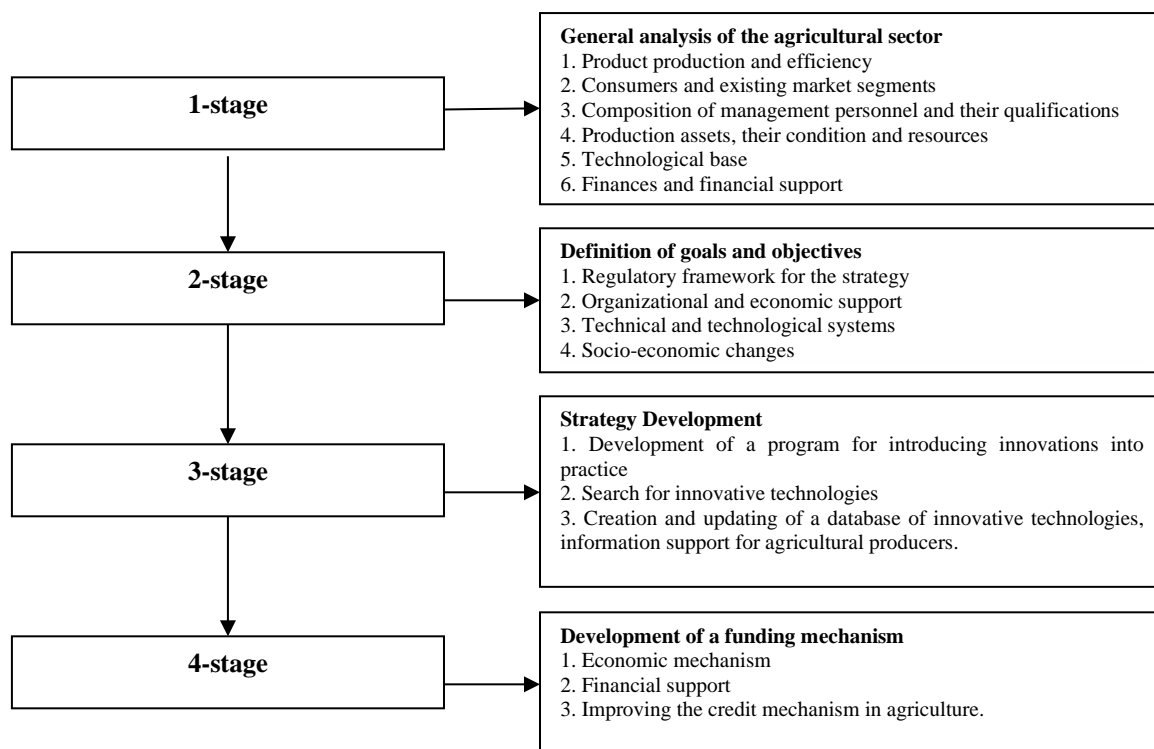 1-stage
General analysis of the agricultural sector
1. Product production and efficiency
2. Consumers and existing market segments
3. Composition of management personnel and their qualifications
4. Production assets, their condition and resources
5. Technological base
6. Finances and financial support
2-stage
Definition of goals and objectives
1. Regulatory framework for the strategy
2. Organizational and economic support
3. Technical and technological systems
4. Socio-economic changes
3-stage
Strategy Development
1. Development of a program for introducing innovations into
practice
2. Search for innovative technologies
3. Creation and updating of a database of innovative technologies,
information support for agricultural producers.
4-stage
Development of a funding mechanism
1. Economic mechanism
2. Financial support
3. Improving the credit mechanism in agriculture.